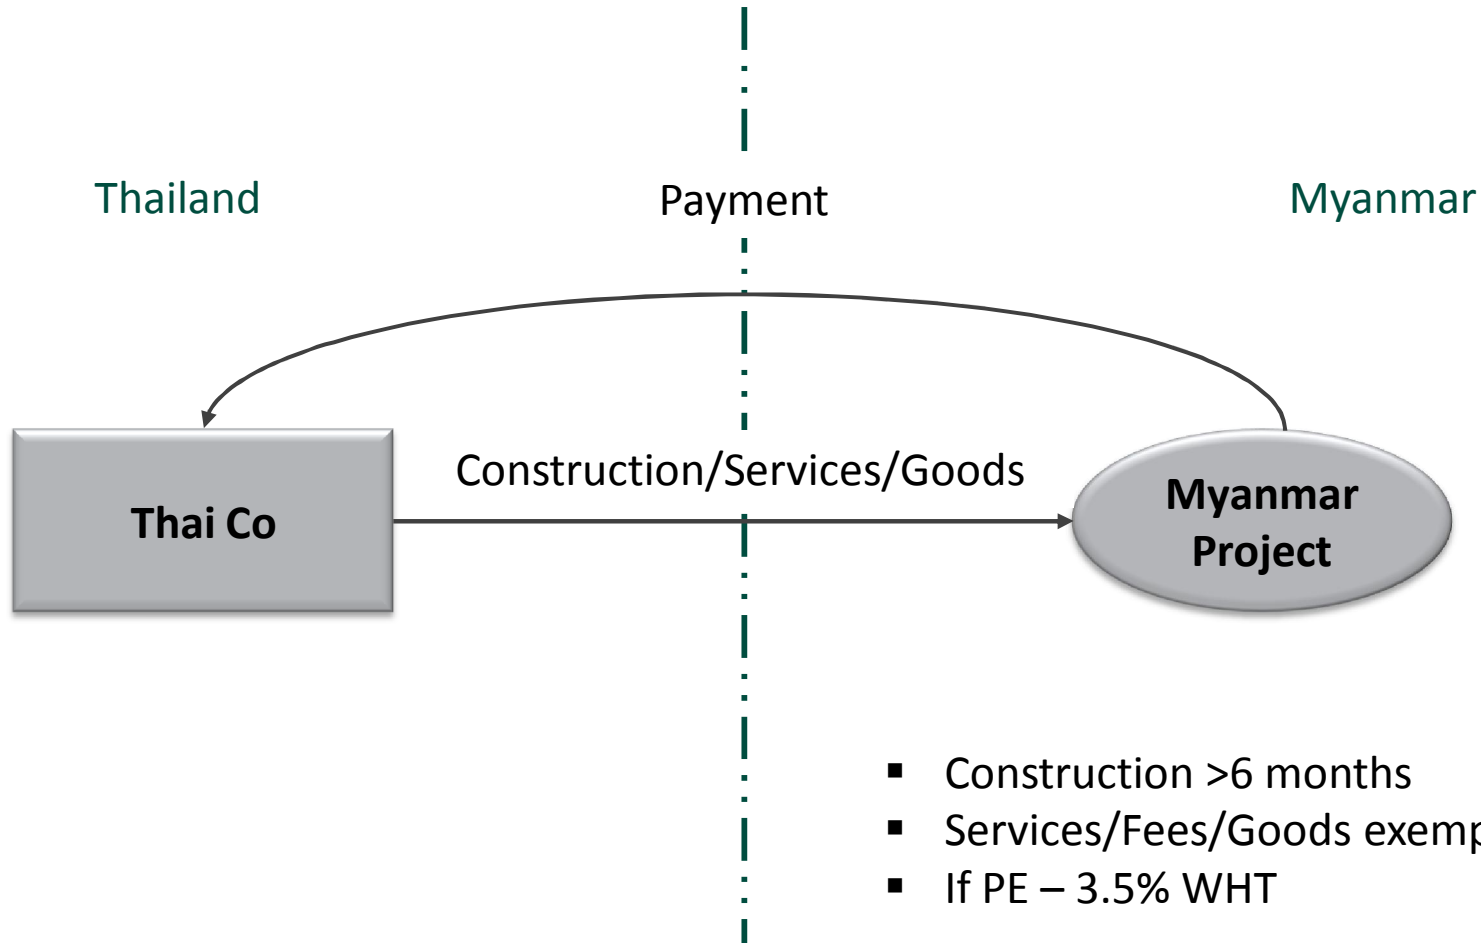 Thailand
Payment
Myanmar
Construction/Services/Goods
Thai Co
Myanmar
Project
▪ Construction >6 months
▪ Services/Fees/Goods
▪ If PE – 3.5% WHT